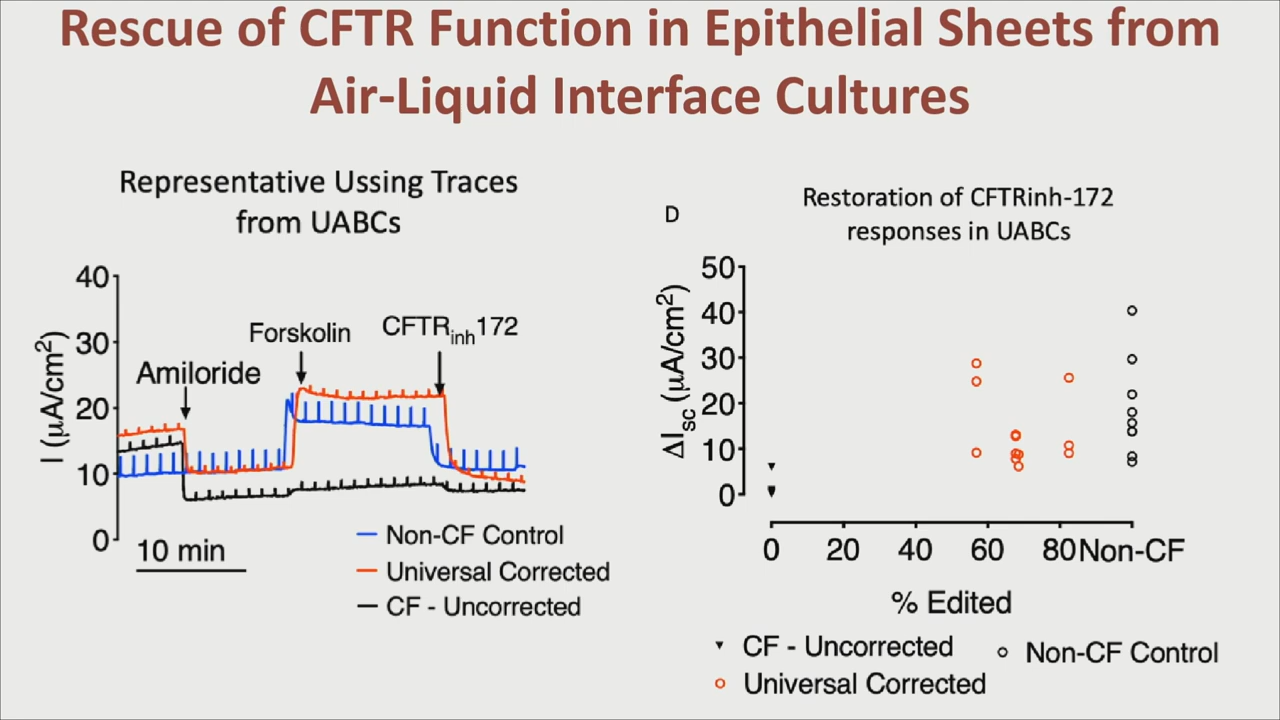 Rescue of CFTR Function in Epithelial Sheets from
Air-Liquid Interface Cultures
Representative Ussing Traces
from UABCs
I (μA/cm²)
40
30
20
10
0
Amiloride
Forskolin
CFTRinh172
10 min
Non-CF Control
Universal Corrected
CF - Uncorrected
D
Restoration of CFTRinh-172
responses in UABCs
ΔIsc (μA/cm²)
50
40
30
20
10
0
0 20 40 60 80 Non-CF
% Edited
CF - Uncorrected
Non-CF Control
Universal Corrected